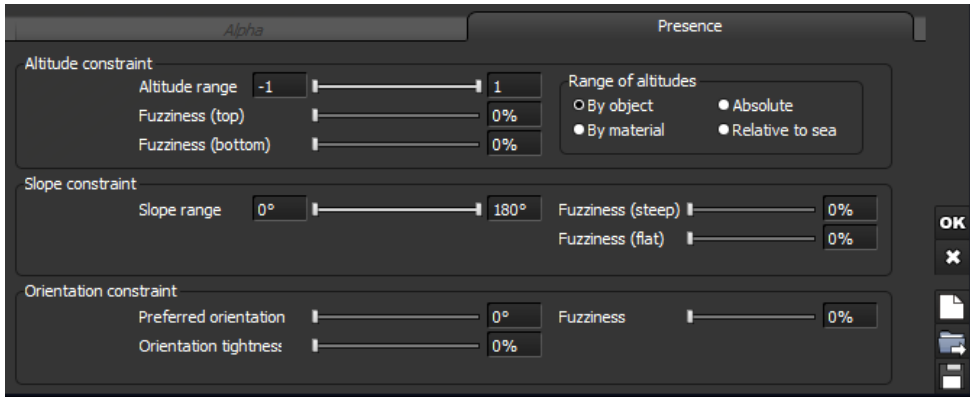 Alpha Presence
Altitude constraint
Altitude range -1 1
Fuzziness (top) 0%
Fuzziness (bottom) 0%
Range of altitudes
By object Absolute
By material Relative to sea
Slope constraint
Slope range 0° 180° Fuzziness (steep) 0%
Fuzziness (flat) 0%
Orientation constraint
Preferred orientation 0° Fuzziness 0%
Orientation tightness 0%
OK